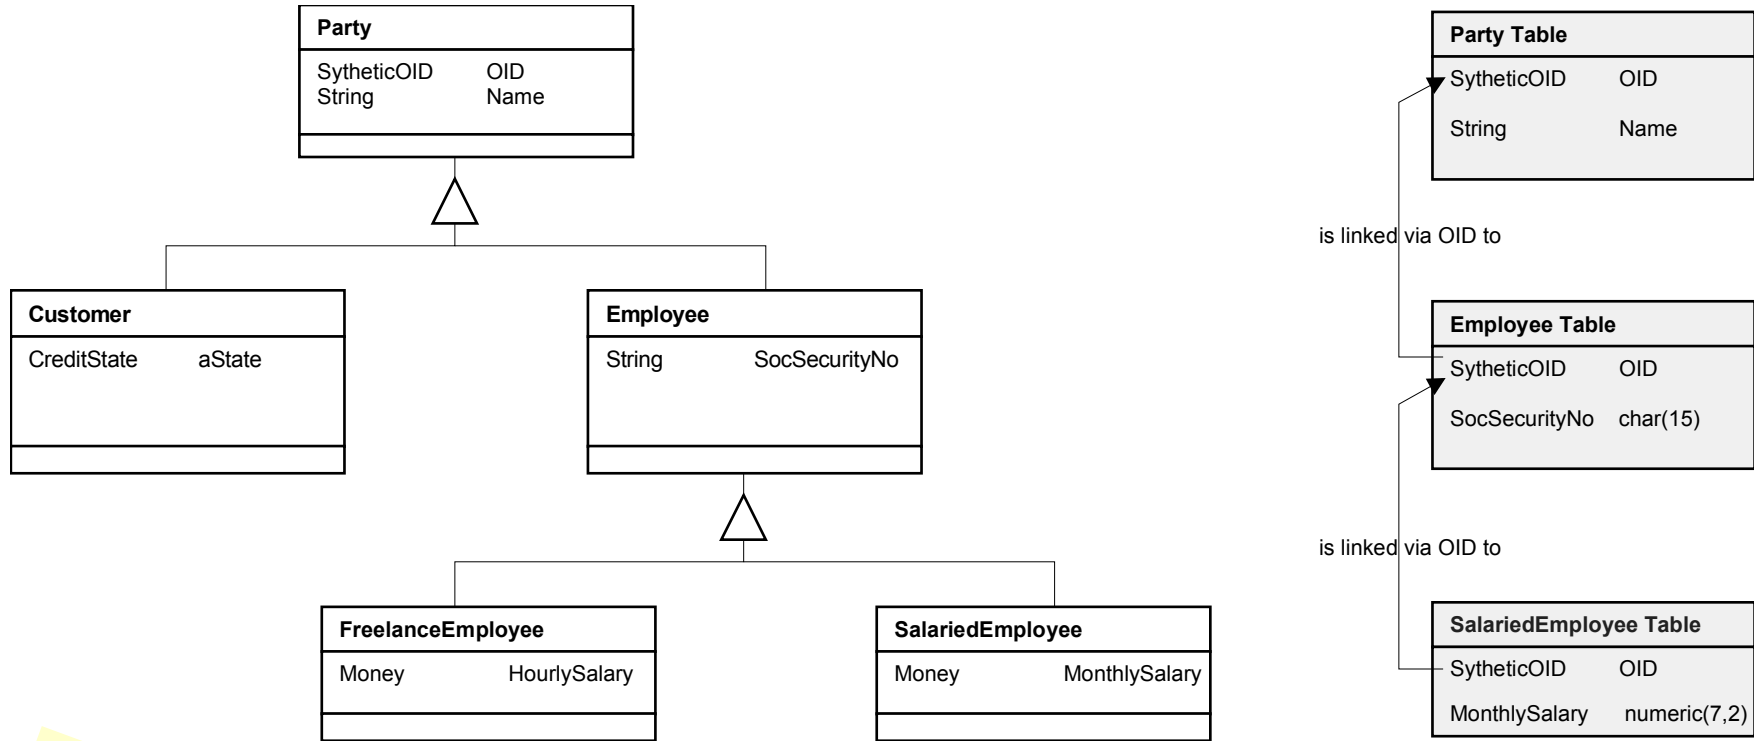 Party
SytheticOID OID
String Name
Customer
CreditState aState
Employee
String SocSecurityNo
FreelanceEmployee
Money HourlySalary
SalariedEmployee
Money MonthlySalary
Party Table
SytheticOID OID
String Name
is linked via OID to
Employee Table
SytheticOID OID
SocSecurityNo char(15)
is linked via OID to
SalariedEmployee Table
SytheticOID OID
MonthlySalary numeric(7,2)